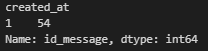 created_at
1    54
Name: id_message, dtype: int64